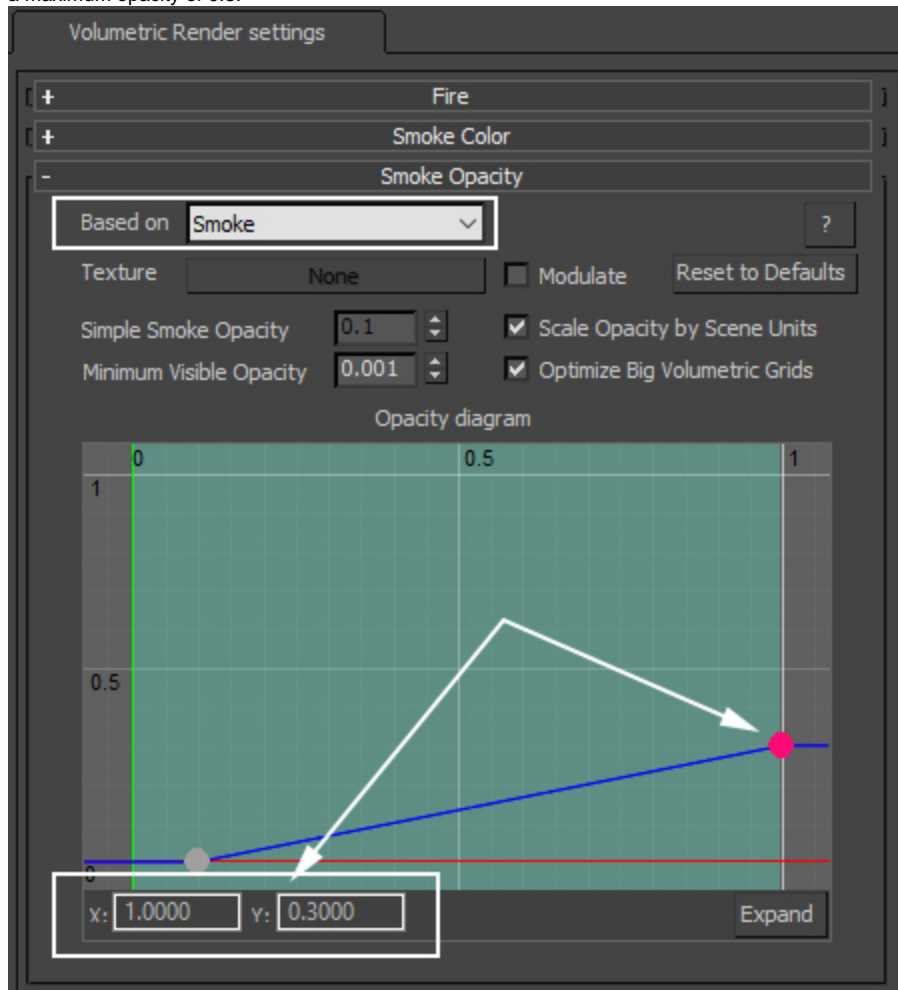 Volumetric Render settings
+ Fire
+ Smoke Color
- Smoke Opacity
Based on Smoke ?
Texture None Modulate Reset to Defaults
Simple Smoke Opacity 0.1 Scale Opacity by Scene Units
Minimum Visible Opacity 0.001 Optimize Big Volumetric Grids
Opacity diagram
0 0.5 1
1
0.5
0
X: 1.0000 Y: 0.3000 Expand